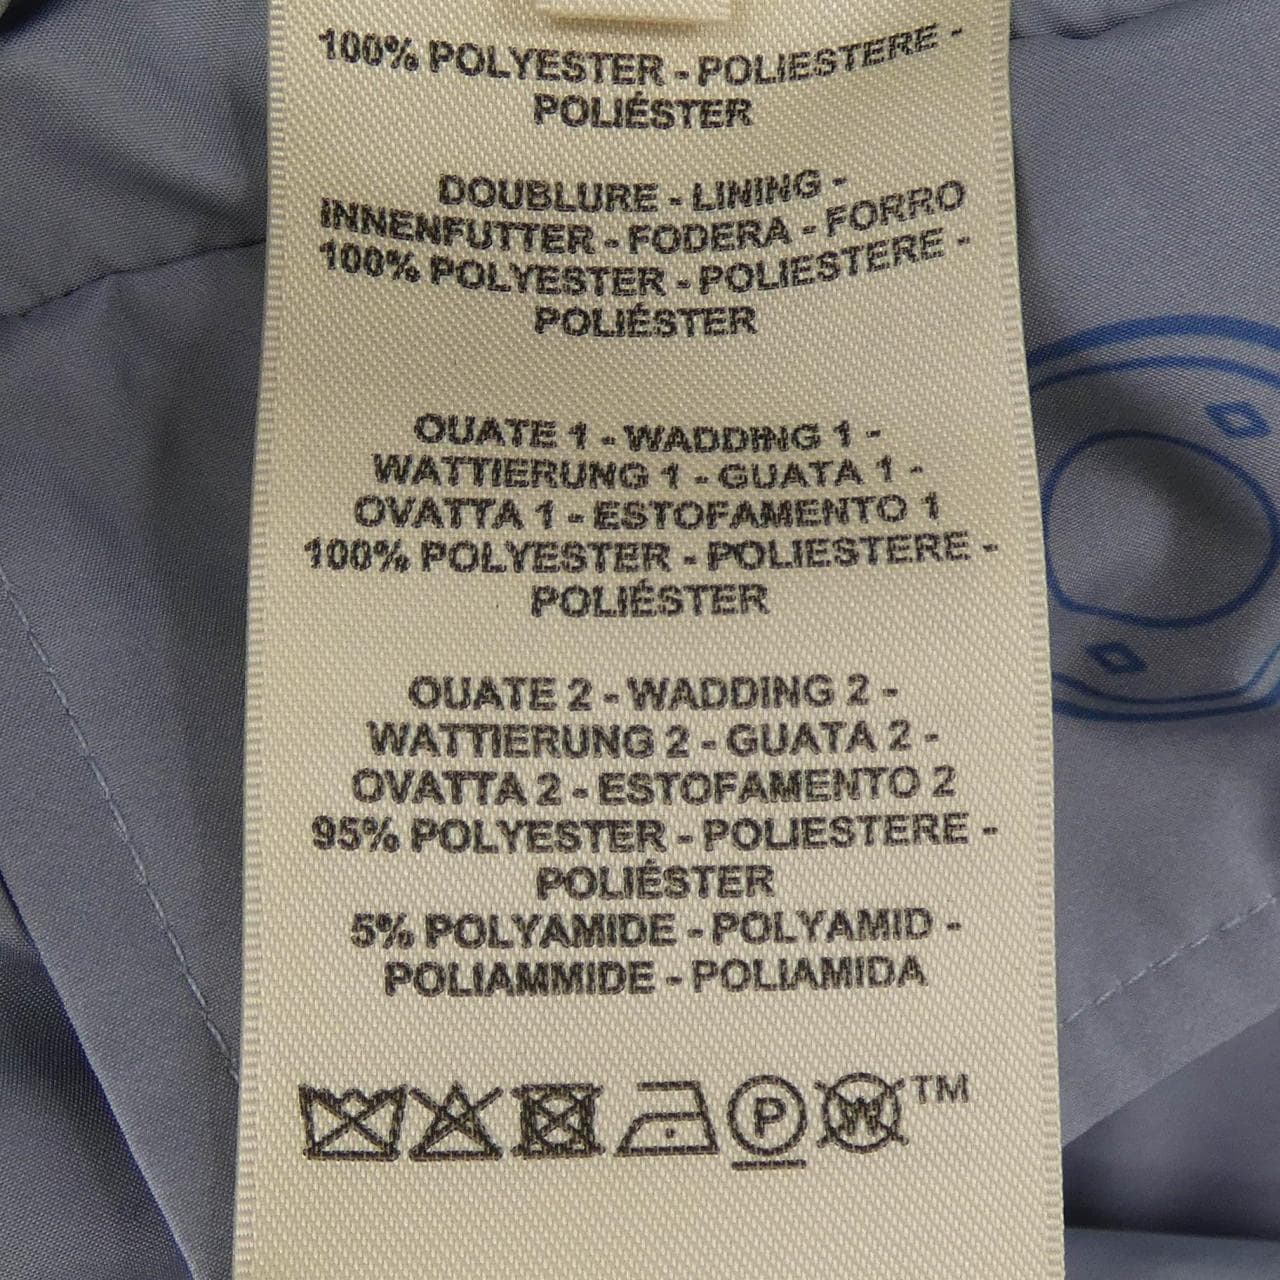 100% POLYESTER - POLIESTERE -
POLIÉSTER
DOUBLURE - LINING -
INNENFUTTER - FODERA - FORRO
100% POLYESTER - POLIESTERE -
POLIÉSTER
OUATE 1 - WADDING 1 -
WATTIERUNG 1 - GUATA 1 -
OVATTA 1 - ESTOFAMENTO 1
100% POLYESTER - POLIESTERE -
POLIÉSTER
OUATE 2 - WADDING 2 -
WATTIERUNG 2 - GUATA 2 -
OVATTA 2 - ESTOFAMENTO 2
95% POLYESTER - POLIESTERE -
POLIÉSTER
5% POLYAMIDE - POLYAMID -
POLIAMMIDE - POLIAMIDA
P W TM